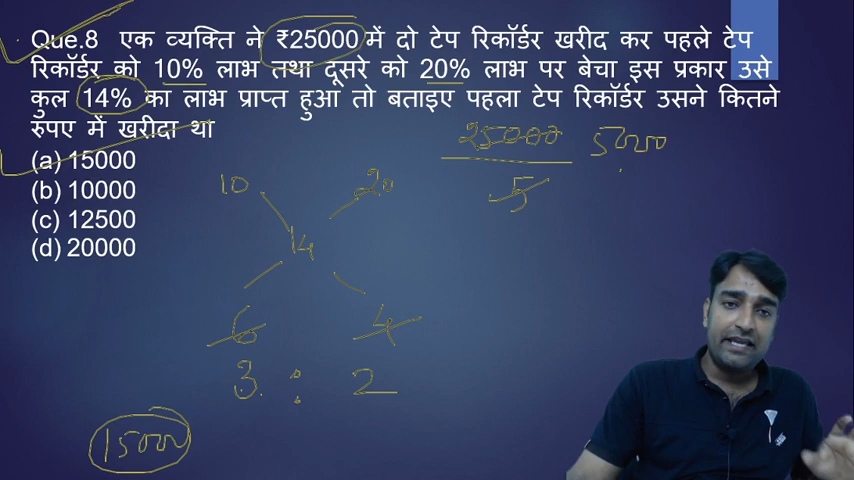 Que.8 एक व्यक्ति ने ₹25000 में दो टेप रिकॉर्डर खरीद कर पहले टेप
रिकॉर्डर को 10% लाभ तथा दूसरे को 20% लाभ पर बेचा इस प्रकार उसे
कुल 14% का लाभ प्राप्त हुआ तो बताइए पहला टेप रिकॉर्डर उसने कितने
रुपए में खरीदा था
(a) 15000
(b) 10000
(c) 12500
(d) 20000
25000 5000
5
10 20
14
6 4
3 : 2
15000